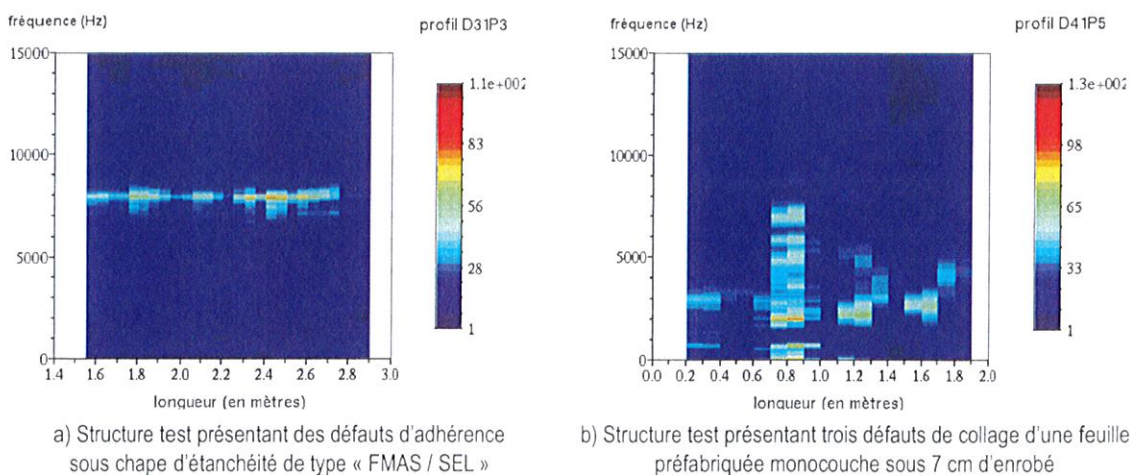 fréquence (Hz)
profil D31P3
15000
10000
5000
0
1.4 1.6 1.8 2.0 2.2 2.4 2.6 2.8 3.0
longueur (en mètres)
1.1e+002
83
56
28
1
a) Structure test présentant des défauts d'adhérence
sous chape d'étanchéité de type « FMAS / SEL »
fréquence (Hz)
profil D41P5
15000
10000
5000
0
0.0 0.2 0.4 0.6 0.8 1.0 1.2 1.4 1.6 1.8 2.0
longueur (en mètres)
1.3e+002
98
65
33
1
b) Structure test présentant trois défauts de collage d'une feuille
préfabriquée monocouche sous 7 cm d'enrobé